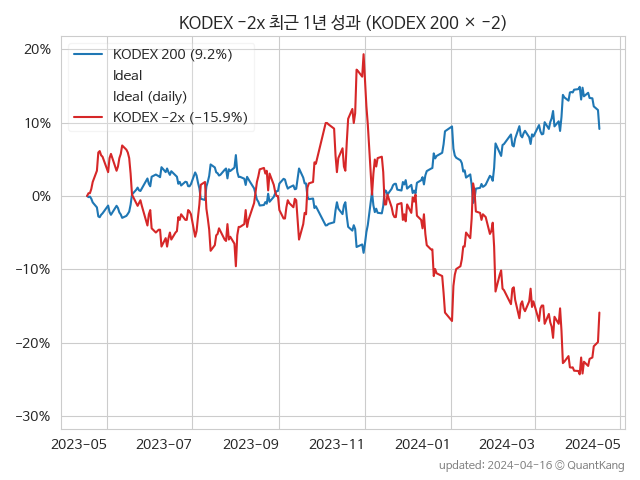 KODEX -2x 최근 1년 성과 (KODEX 200 × -2)
KODEX 200 (9.2%)
Ideal
Ideal (daily)
KODEX -2x (-15.9%)
20%
10%
0%
-10%
-20%
-30%
2023-05 2023-07 2023-09 2023-11 2024-01 2024-03 2024-05
updated: 2024-04-16 © QuantKang